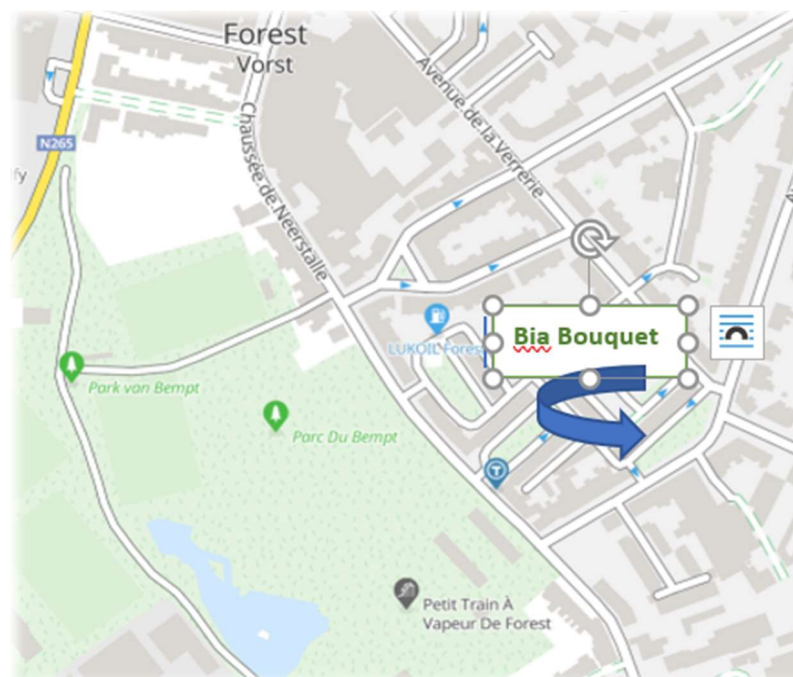 Forest
Vorst
Avenue de la Verrerie
Chaussée de Neerstalle
N265
fy
LUKOIL Forest
Bia Bouquet
Park van Bempt
Parc Du Bempt
Petit Train À
Vapeur De Forest